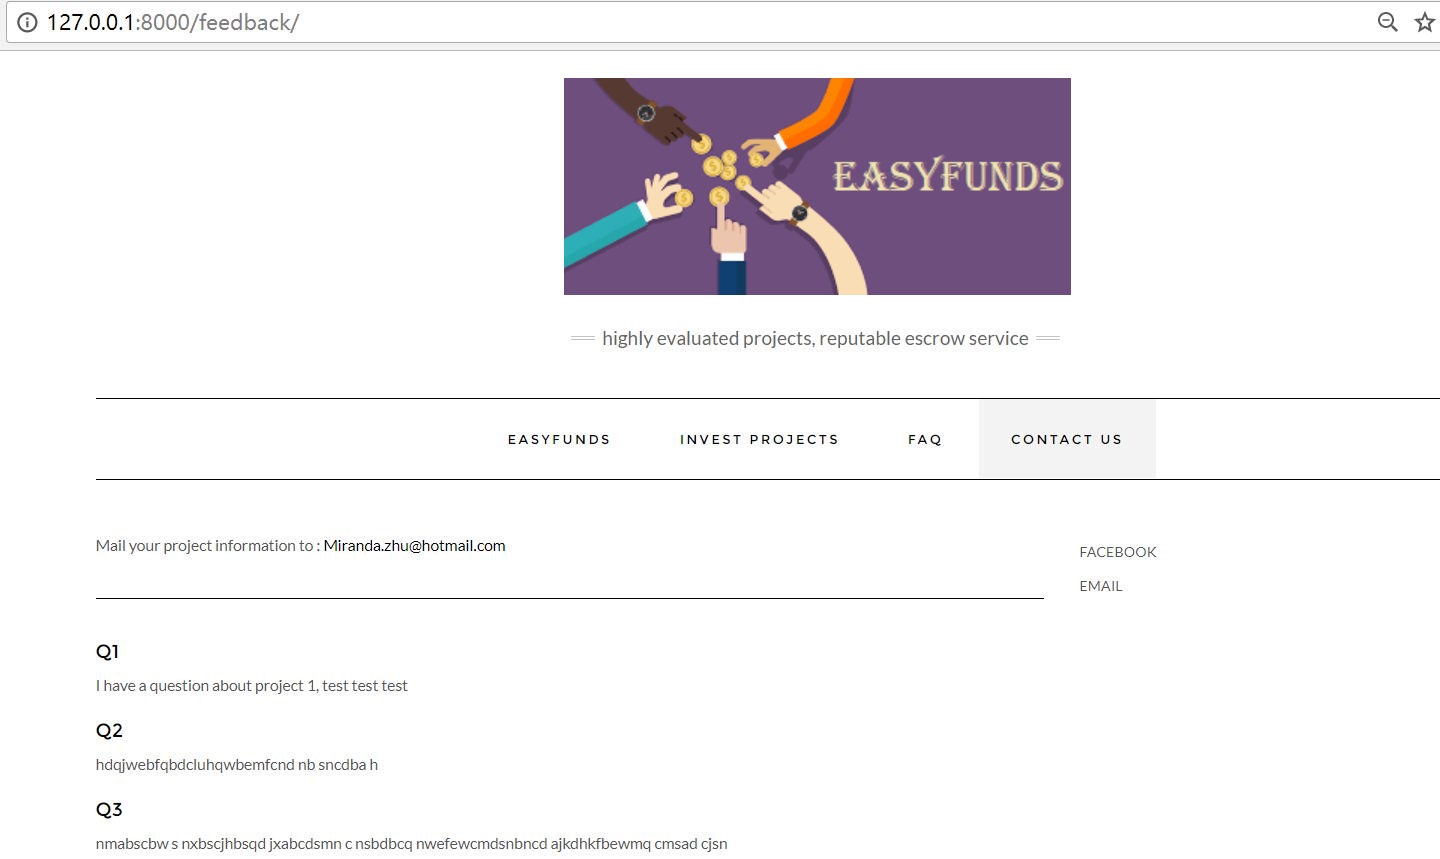 127.0.0.1:8000/feedback/
EASYFUNDS
highly evaluated projects, reputable escrow service
EASYFUNDS INVEST PROJECTS FAQ CONTACT US
Mail your project information to : Miranda.zhu@hotmail.com
FACEBOOK
EMAIL
Q1
I have a question about project 1, test test test
Q2
hdqjwebfqbdcluhqwbemfcnd nb sncdba h
Q3
nmabscbw s nxbscjhbsqd jxabcdsmn c nsbdbcq nwefewcmdsnbncd ajkdhkfbewmq cmsad cjsn